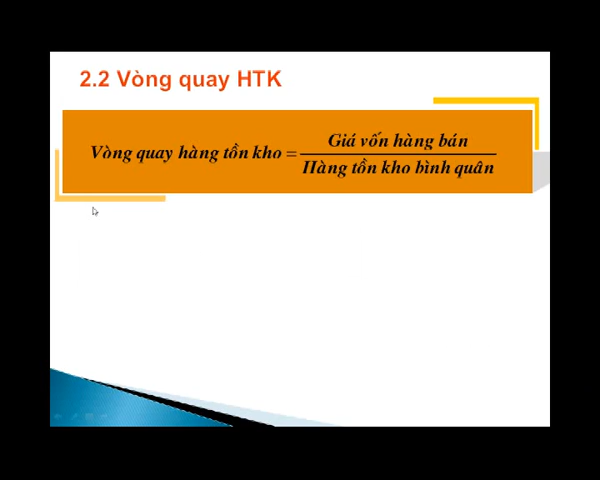 2.2 Vòng quay HTK
Vòng quay hàng tồn kho = Giá vốn hàng bán
Hàng tồn kho bình quân